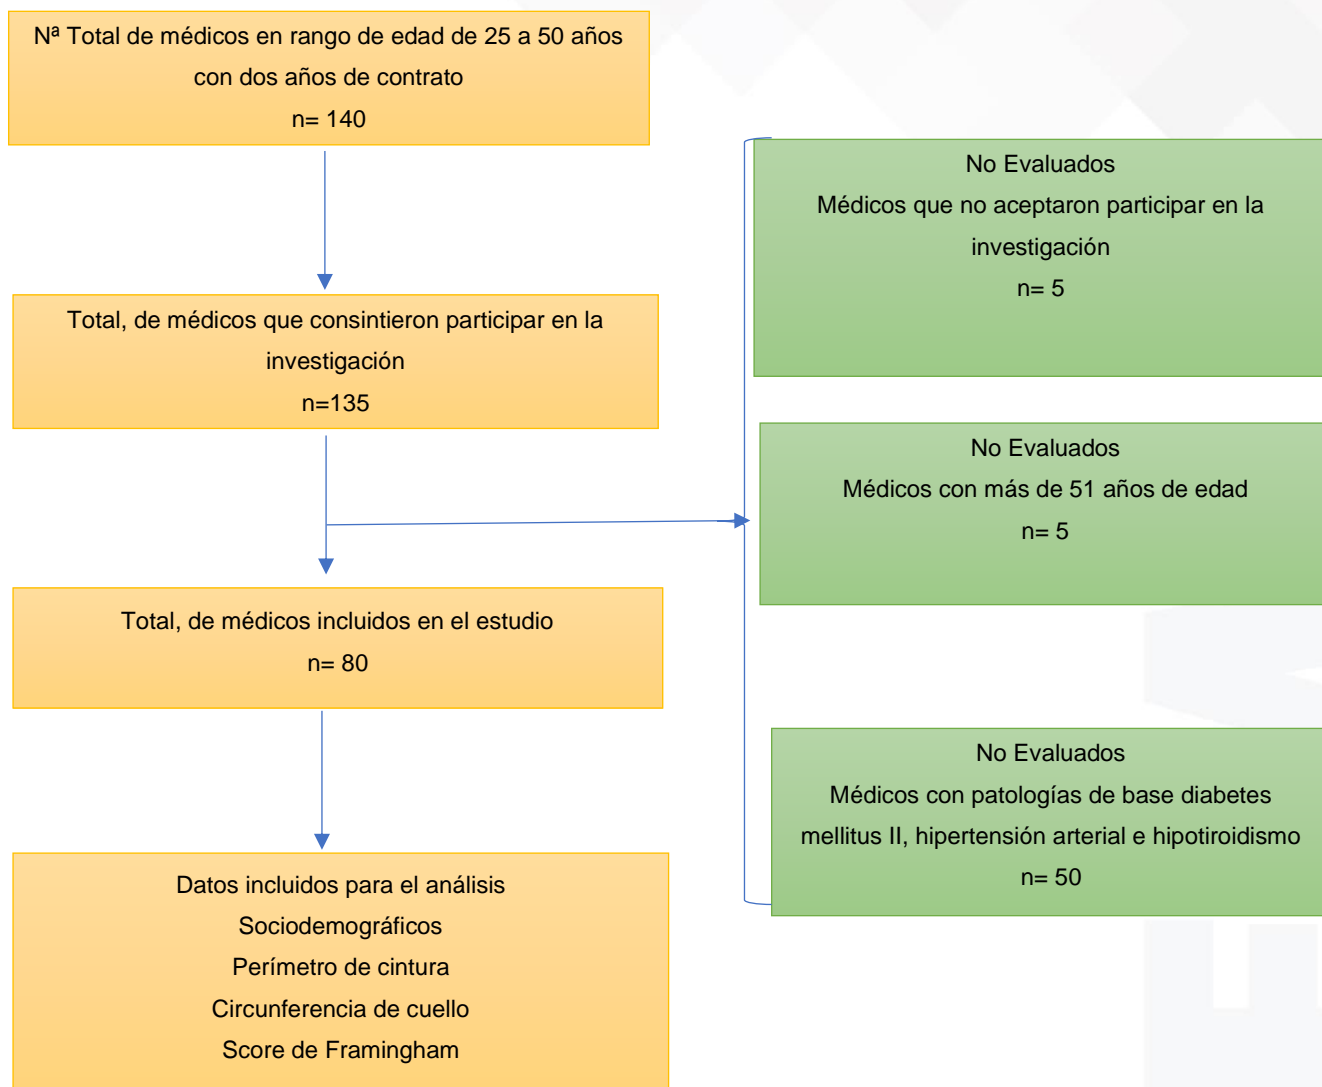 Nª Total de médicos en rango de edad de 25 a 50 años
con dos años de contrato
n= 140
No Evaluados
Médicos que no aceptaron participar en la
investigación
n= 5
Total, de médicos que consintieron participar en la
investigación
n=135
No Evaluados
Médicos con más de 51 años de edad
n= 5
Total, de médicos incluidos en el estudio
n= 80
No Evaluados
Médicos con patologías de base diabetes
mellitus II, hipertensión arterial e hipotiroidismo
n= 50
Datos incluidos para el análisis
Sociodemográficos
Perímetro de cintura
Circunferencia de cuello
Score de Framingham